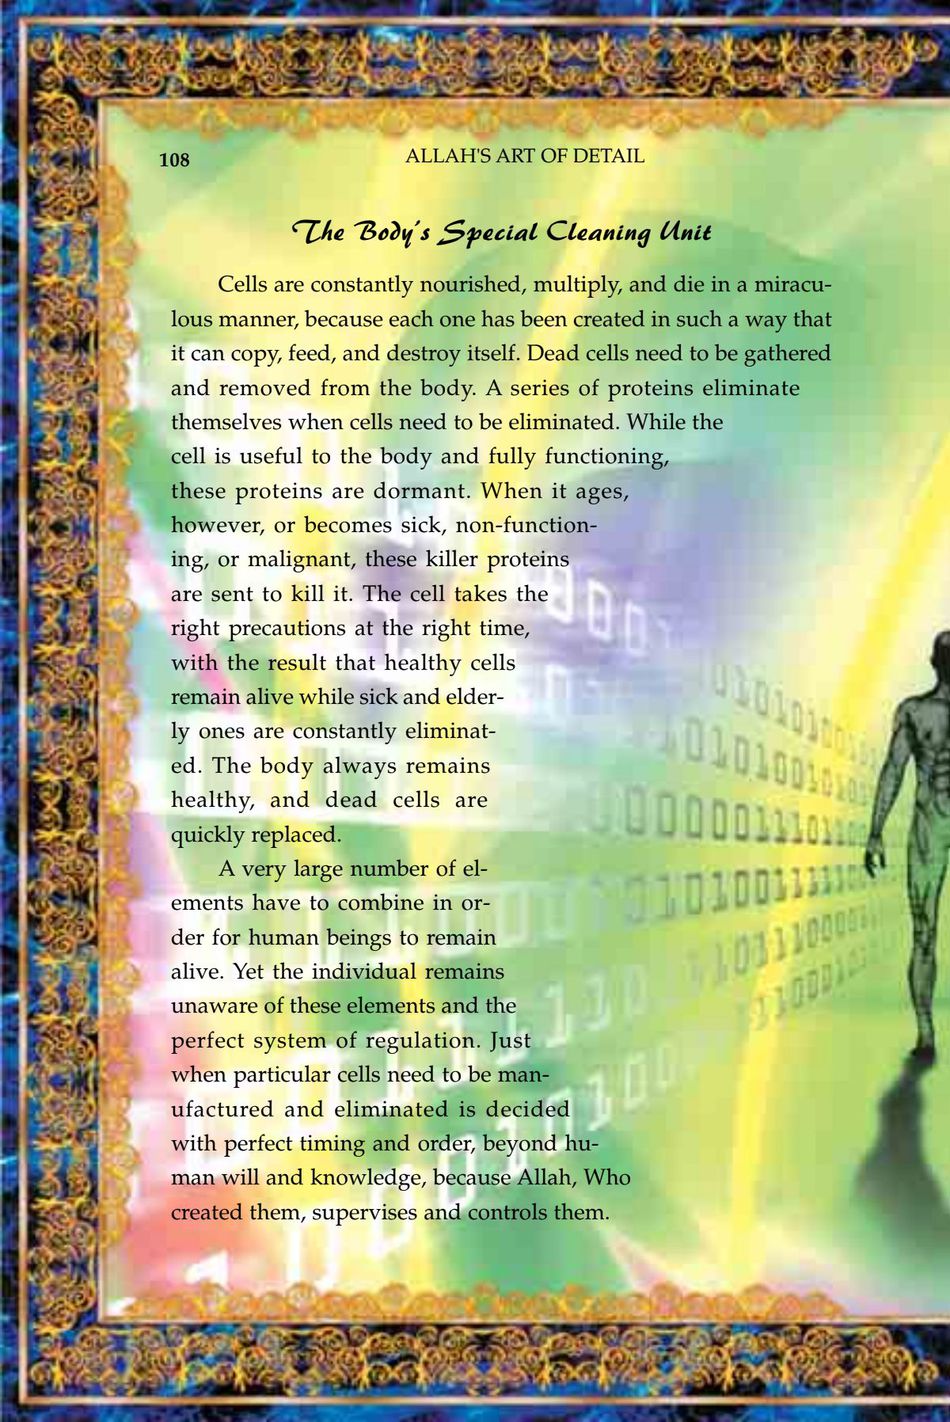 108
ALLAH'S ART OF DETAIL
The Body's Special Cleaning Unit
Cells are constantly nourished, multiply, and die in a miracu-
lous manner, because each one has been created in such a way that
it can copy, feed, and destroy itself. Dead cells need to be gathered
and removed from the body. A series of proteins eliminate
themselves when cells need to be eliminated. While the
cell is useful to the body and fully functioning,
these proteins are dormant. When it ages,
however, or becomes sick, non-function-
ing, or malignant, these killer proteins
are sent to kill it. The cell takes the
right precautions at the right time,
with the result that healthy cells
remain alive while sick and elder-
ly ones are constantly eliminat-
ed. The body always remains
healthy, and dead cells are
quickly replaced.
A very large number of el-
ements have to combine in or-
der for human beings to remain
alive. Yet the individual remains
unaware of these elements and the
perfect system of regulation. Just
when particular cells need to be man-
ufactured and eliminated is decided
with perfect timing and order, beyond hu-
man will and knowledge, because Allah, Who
created them, supervises and controls them.